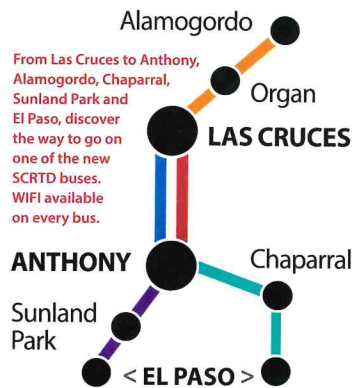 Alamogordo
From Las Cruces to Anthony,
Alamogordo, Chaparral,
Sunland Park and
El Paso, discover
the way to go on
one of the new
SCRTD buses.
WIFI available
on every bus.
Organ
LAS CRUCES
ANTHONY
Chaparral
Sunland
Park
< EL PASO >